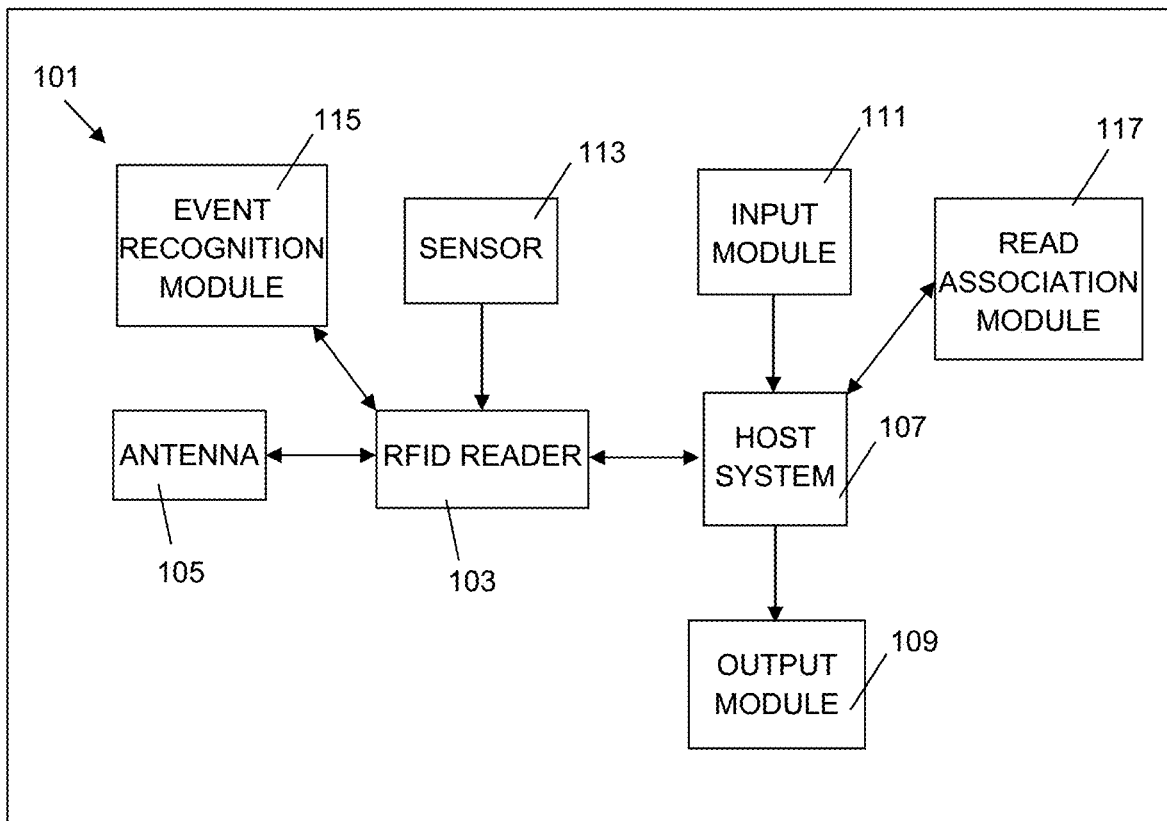 101
115
113
111
117
EVENT
RECOGNITION
MODULE
SENSOR
INPUT
MODULE
READ
ASSOCIATION
MODULE
ANTENNA
RFID READER
HOST
SYSTEM
107
105
103
OUTPUT
MODULE
109